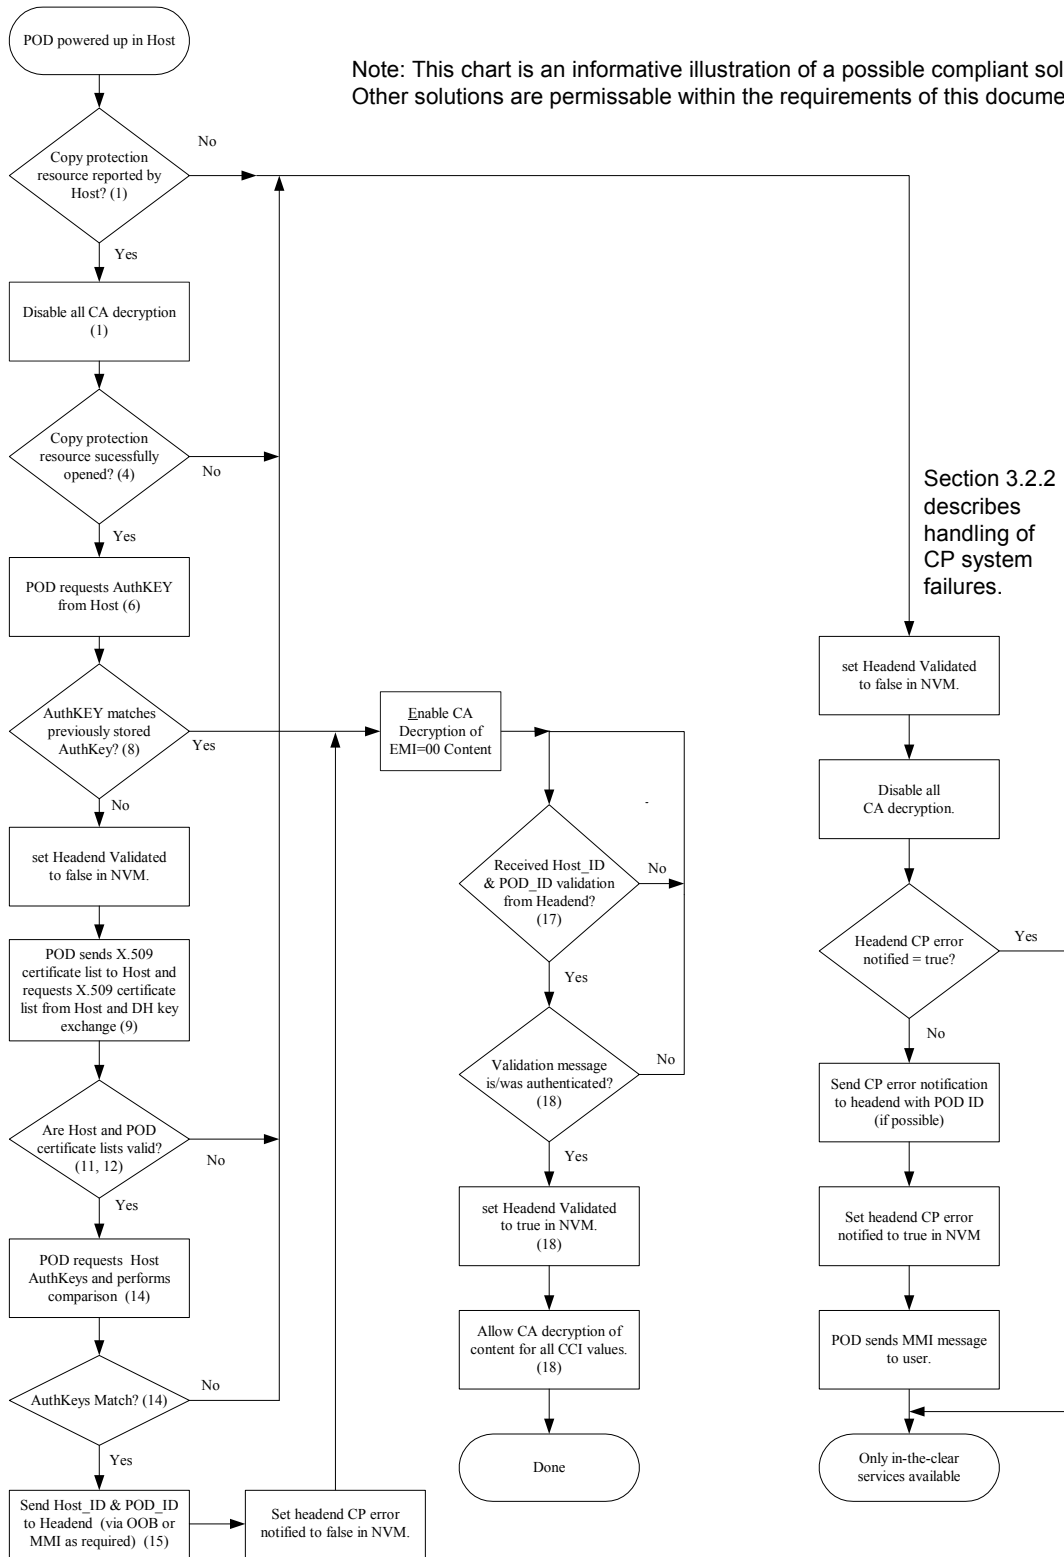 POD powered up in Host
Note: This chart is an informative illustration of a possible compliant sol
Other solutions are permissable within the requirements of this docume
No
Copy protection
resource reported by
Host? (1)
Yes
Disable all CA decryption
(1)
Copy protection
resource sucessfully
opened? (4)
No
Yes
POD requests AuthKEY
from Host (6)
AuthKEY matches
previously stored
AuthKey? (8)
Yes
No
set Headend Validated
to false in NVM.
POD sends X.509
certificate list to Host and
requests X.509 certificate
list from Host and DH key
exchange (9)
Are Host and POD
certificate lists valid?
(11, 12)
No
Yes
POD requests Host
AuthKeys and performs
comparison (14)
AuthKeys Match? (14)
No
Yes
Send Host_ID & POD_ID
to Headend (via OOB or
MMI as required) (15)
Set headend CP error
notified to false in NVM.
Enable CA
Decryption of
EMI=00 Content
-
Received Host_ID
& POD_ID validation
from Headend?
(17)
No
Yes
Validation message
is/was authenticated?
(18)
No
Yes
set Headend Validated
to true in NVM.
(18)
Allow CA decryption of
content for all CCI values.
(18)
Done
Section 3.2.2
describes
handling of
CP system
failures.
set Headend Validated
to false in NVM.
Disable all
CA decryption.
Headend CP error
notified = true?
Yes
No
Send CP error notification
to headend with POD ID
(if possible)
Set headend CP error
notified to true in NVM
POD sends MMI message
to user.
Only in-the-clear
services available